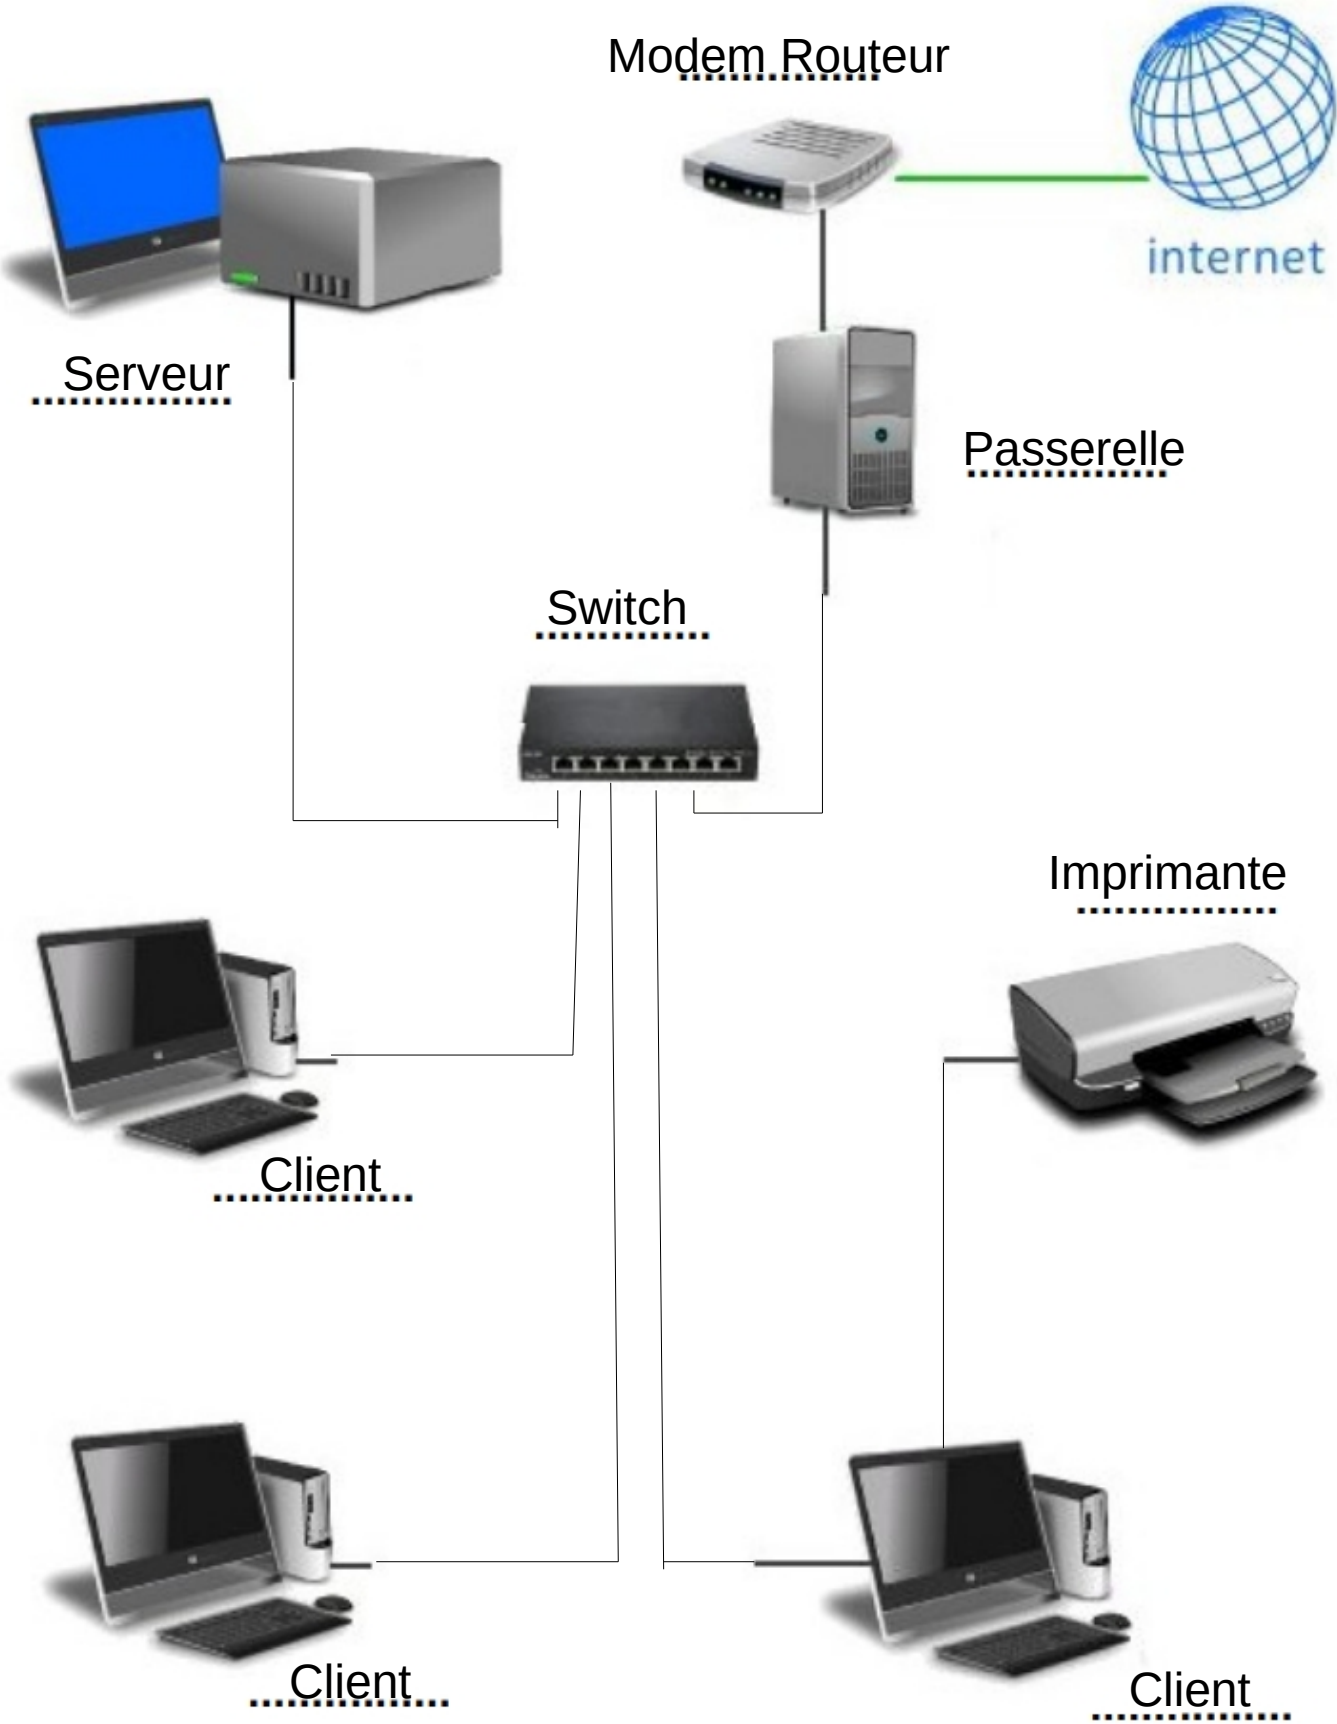 Modem Routeur
internet
Serveur
Passerelle
Switch
Imprimante
Client
Client
Client